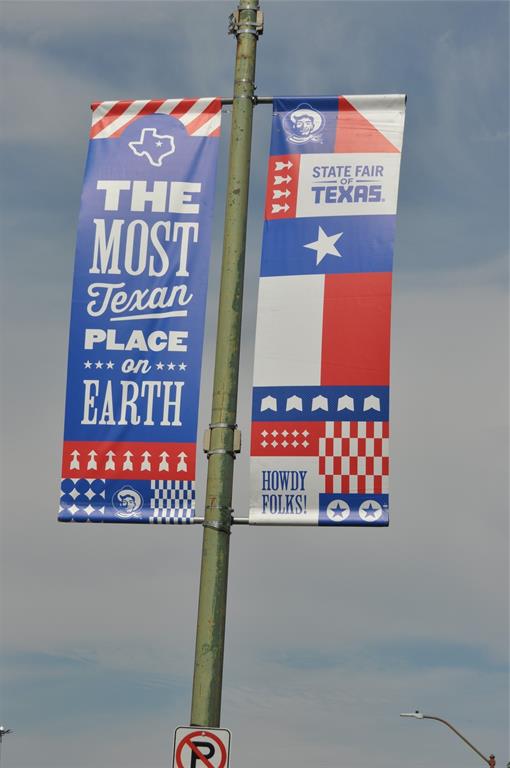 THE
MOST
Texan
PLACE
on
EARTH
STATE FAIR
OF
TEXAS®
HOWDY
FOLKS!
P